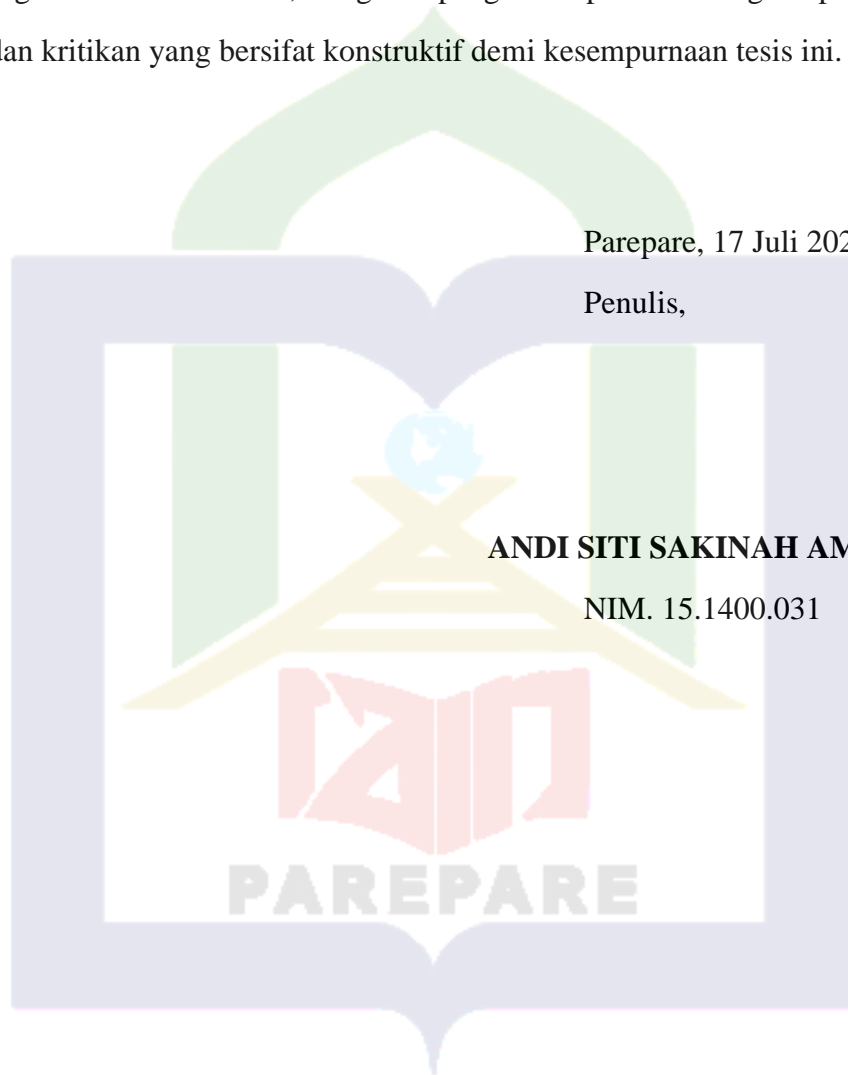 dan kritikan yang bersifat konstruktif demi kesempurnaan tesis ini.
Parepare, 17 Juli
Penulis,
ANDI SITI SAKINAH
NIM. 15.1400.031
iain
PAREPARE